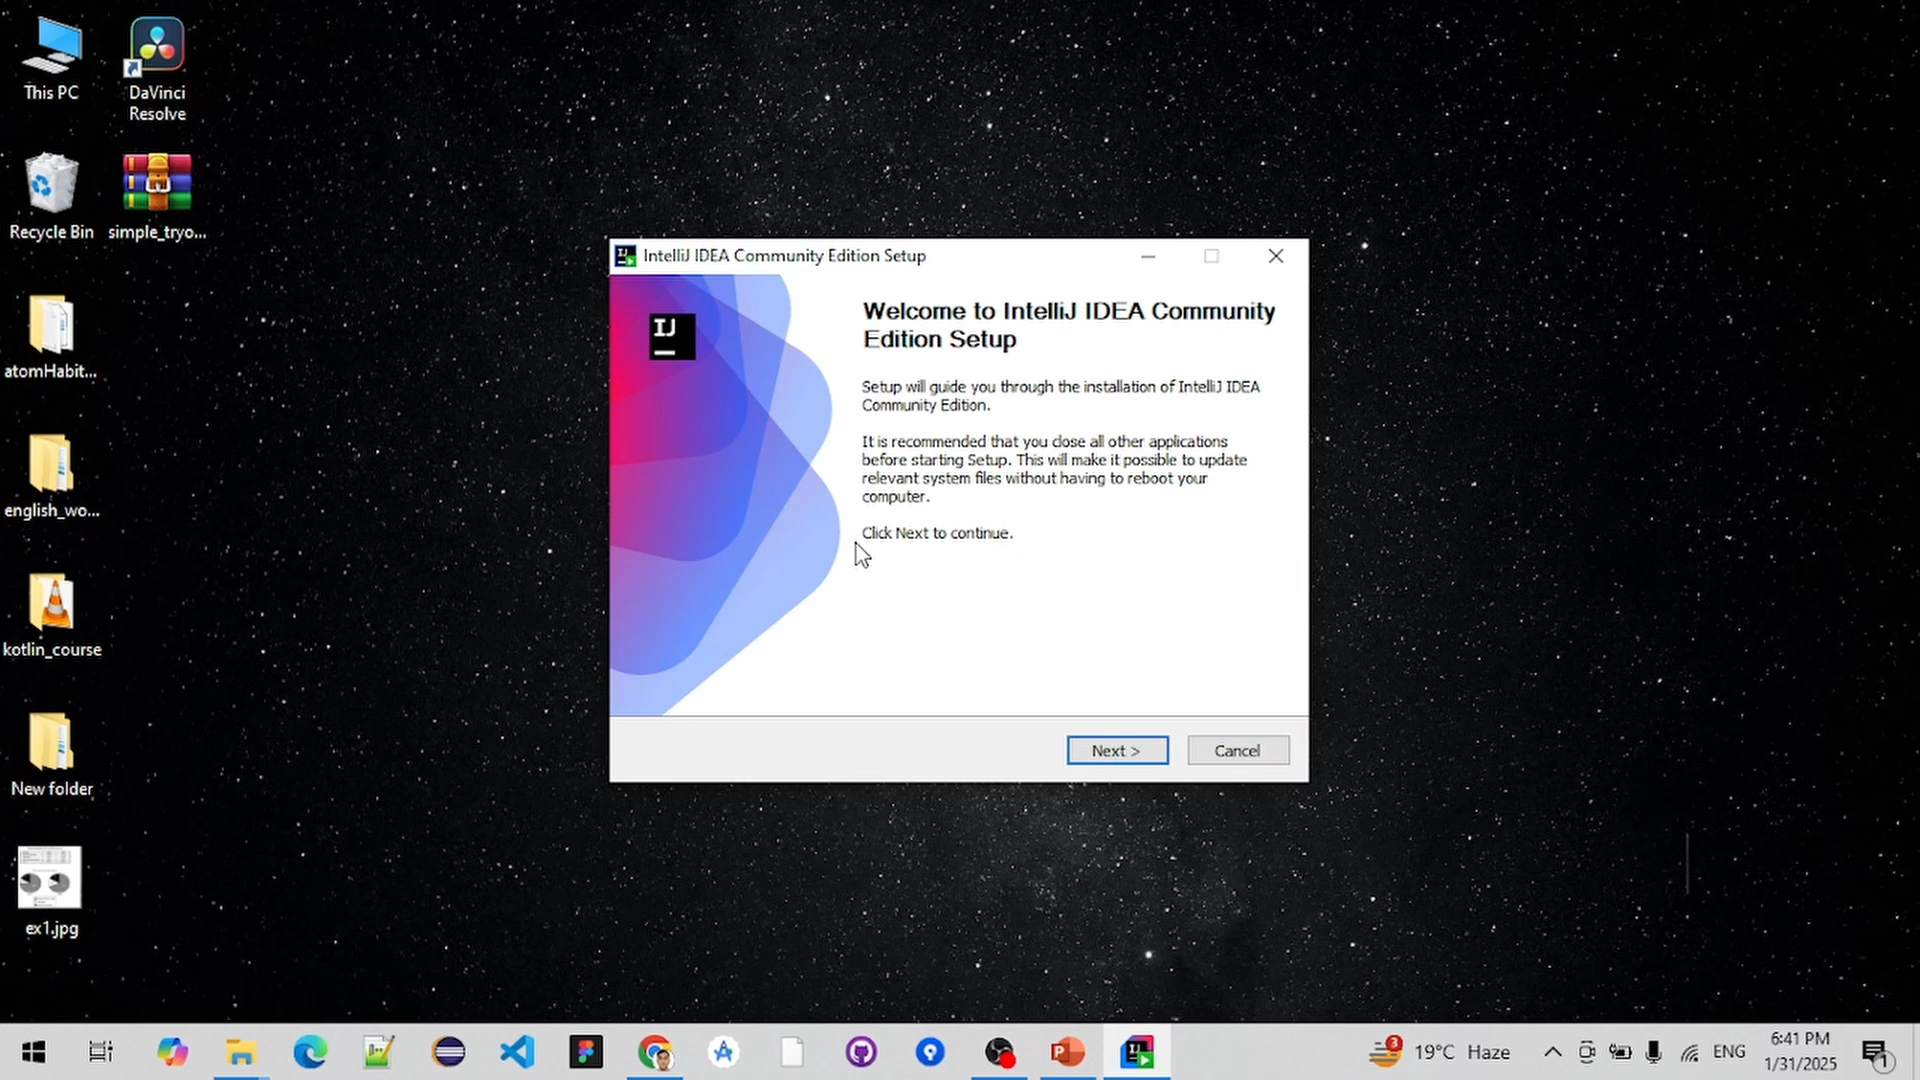 This PC
DaVinci
Resolve
Recycle Bin
simple_tryo...
atomHabit...
english_wo...
kotlin_course
New folder
ex1.jpg
IntelliJ IDEA Community Edition Setup
IJ
Welcome to IntelliJ IDEA Community
Edition Setup
Setup will guide you through the installation of IntelliJ IDEA
Community Edition.
It is recommended that you close all other applications
before starting Setup. This will make it possible to update
relevant system files without having to reboot your
computer.
Click Next to continue.
Next >
Cancel
3
19°C Haze
ENG
6:41 PM
1/31/2025
1